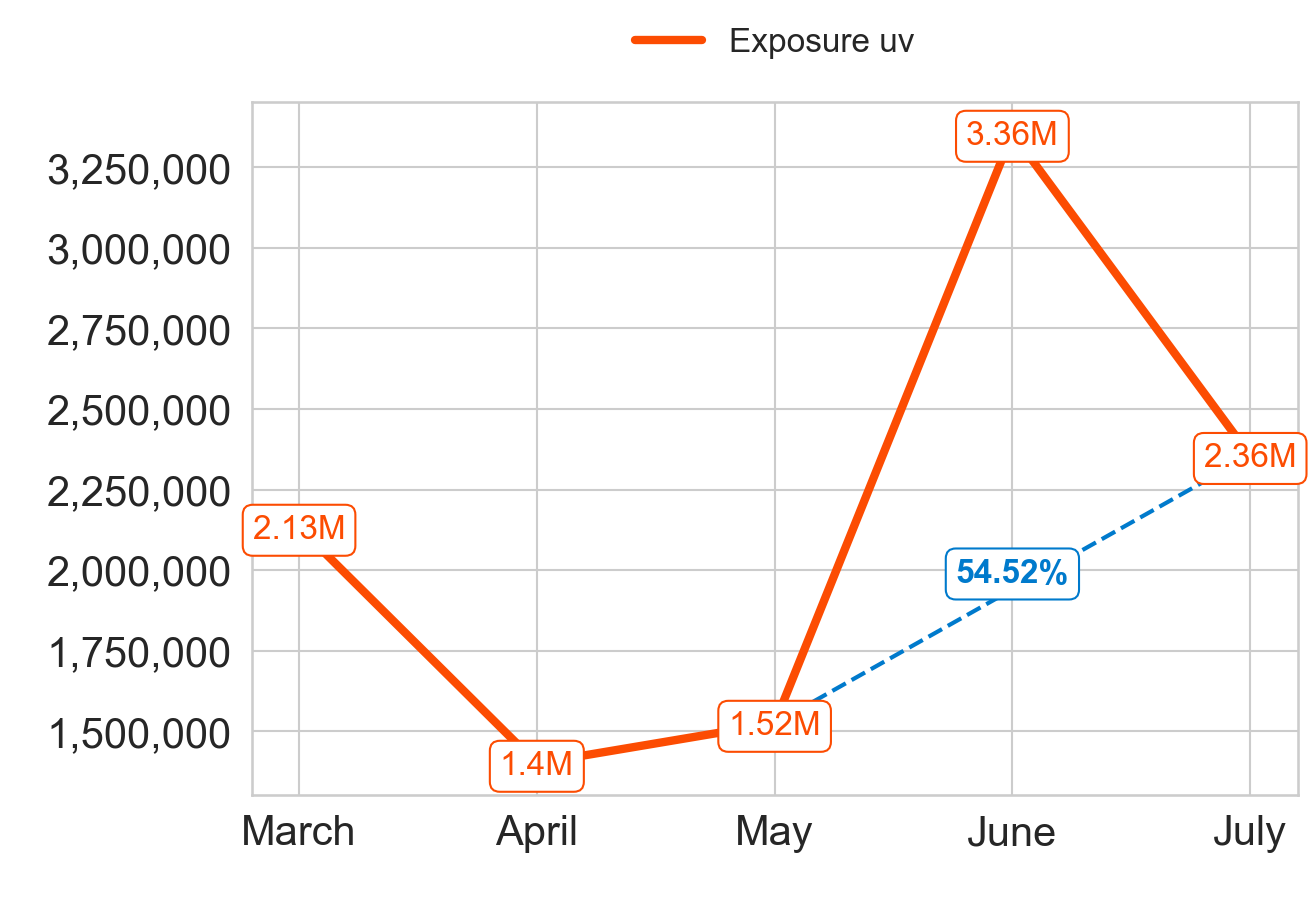 Exposure uv
3.36M
3,250,000
3,000,000
2,750,000
2,500,000
2.36M
2,250,000
2.13M
2,000,000
54.52%
1,750,000
1,500,000
1.52M
1.4M
March April May June July